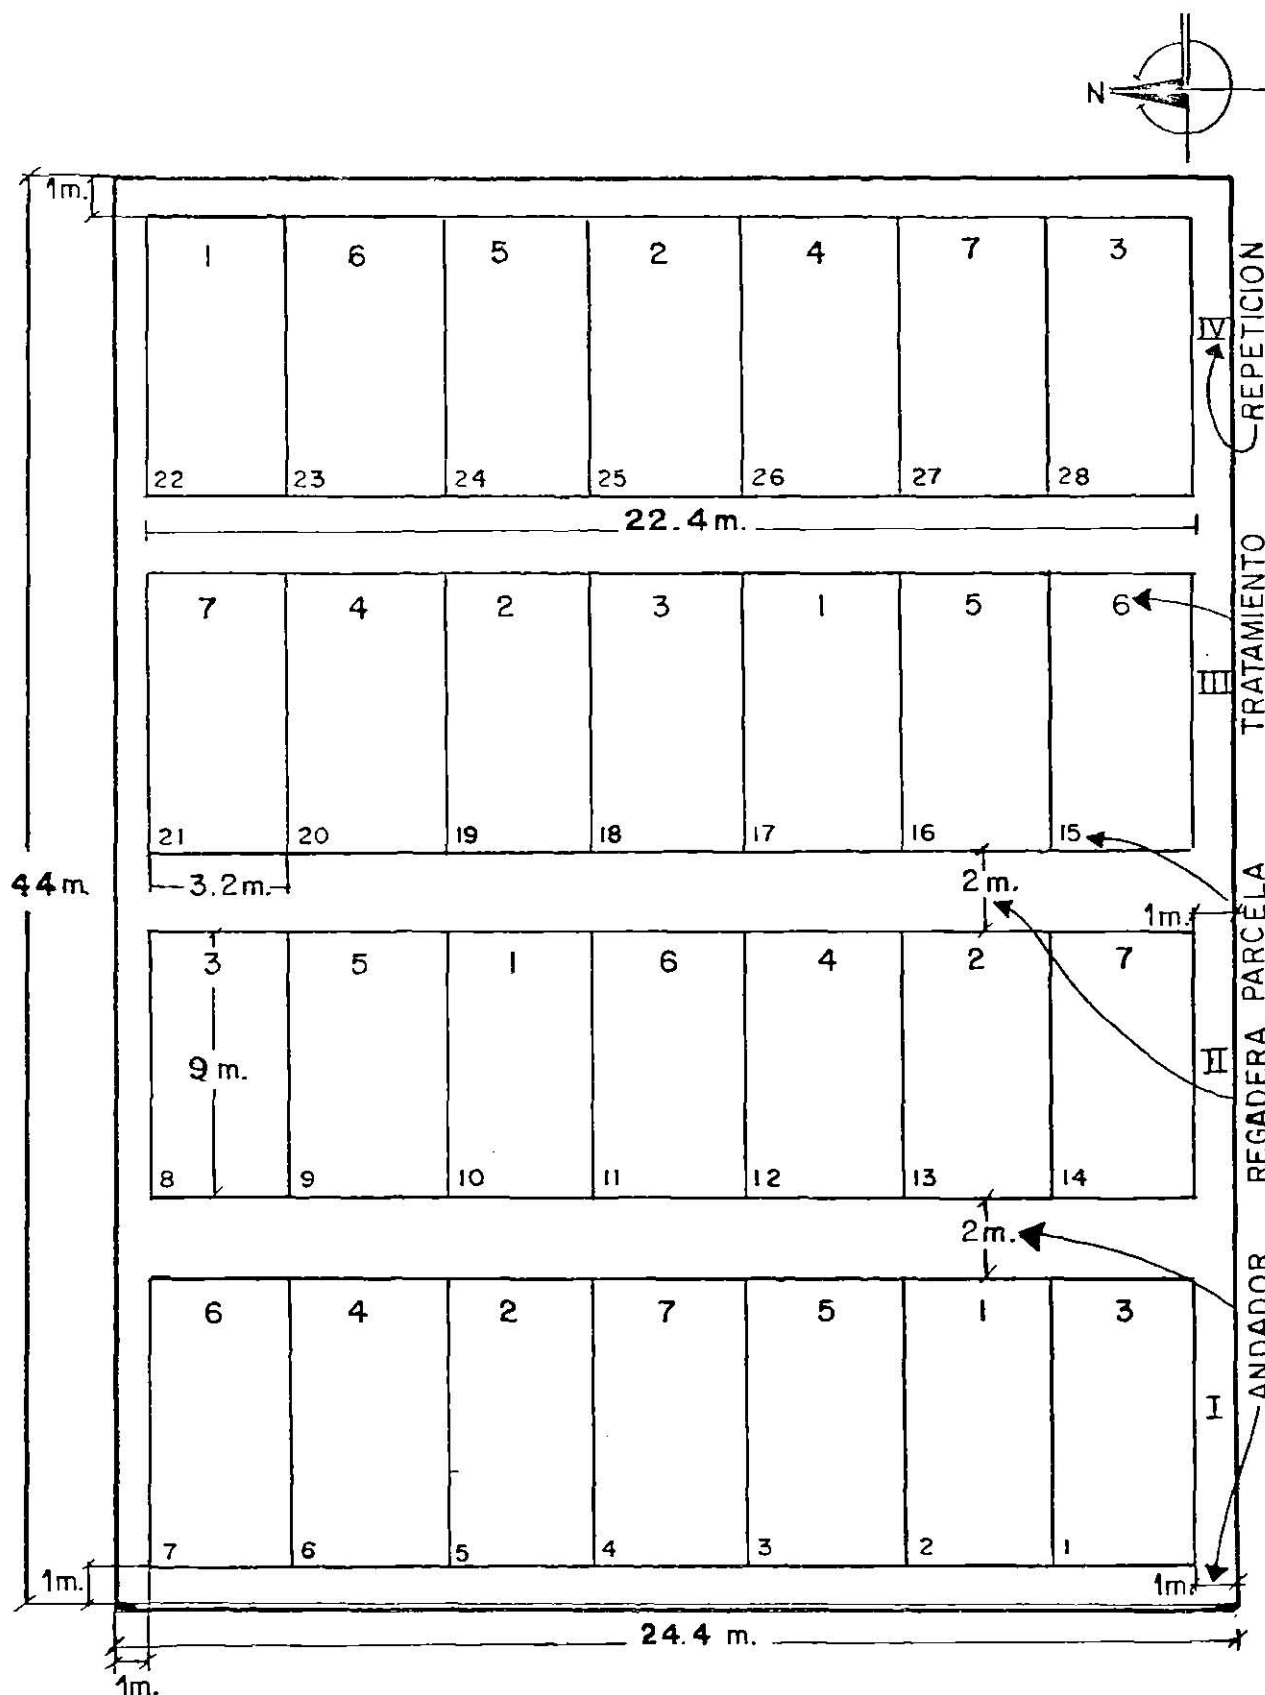 N
1m.
1 6 5 2 4 7 3
IV
REPETICION
22 23 24 25 26 27 28
22.4 m.
7 4 2 3 1 5 6
III
TRATAMIENTO
21 20 19 18 17 16 15
44 m.
3.2 m.
2 m.
1m.
PARCELA
3 5 1 6 4 2 7
9 m.
II
REGADERA
8 9 10 11 12 13 14
2 m.
6 4 2 7 5 1 3
ANDADOR
I
7 6 5 4 3 2 1
1m.
1m.
24.4 m.
1m.